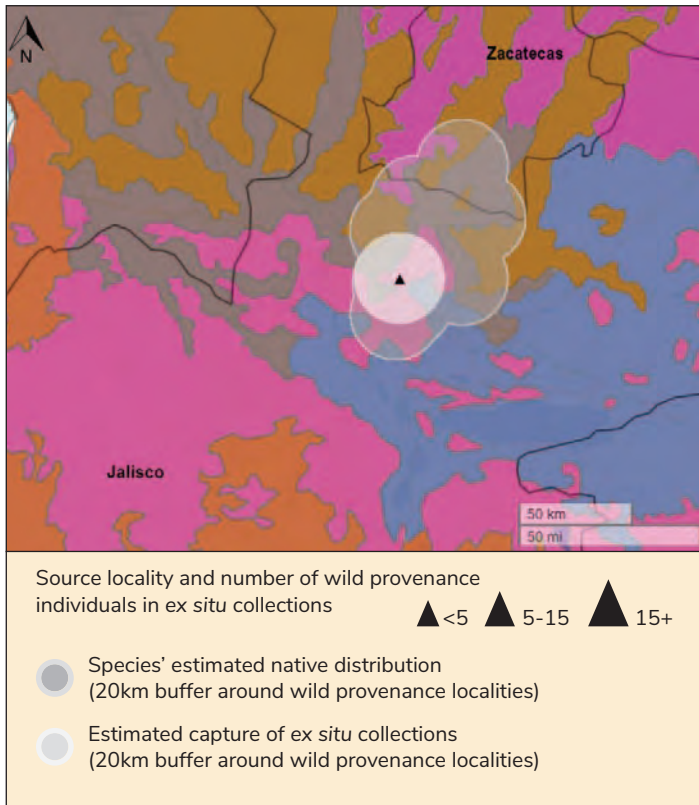 N
Zacatecas
Jalisco
50 km
50 mi
Source locality and number of wild provenance
individuals in ex situ collections
<5 5-15 15+
Species’ estimated native distribution
(20km buffer around wild provenance localities)
Estimated capture of ex situ collections
(20km buffer around wild provenance localities)